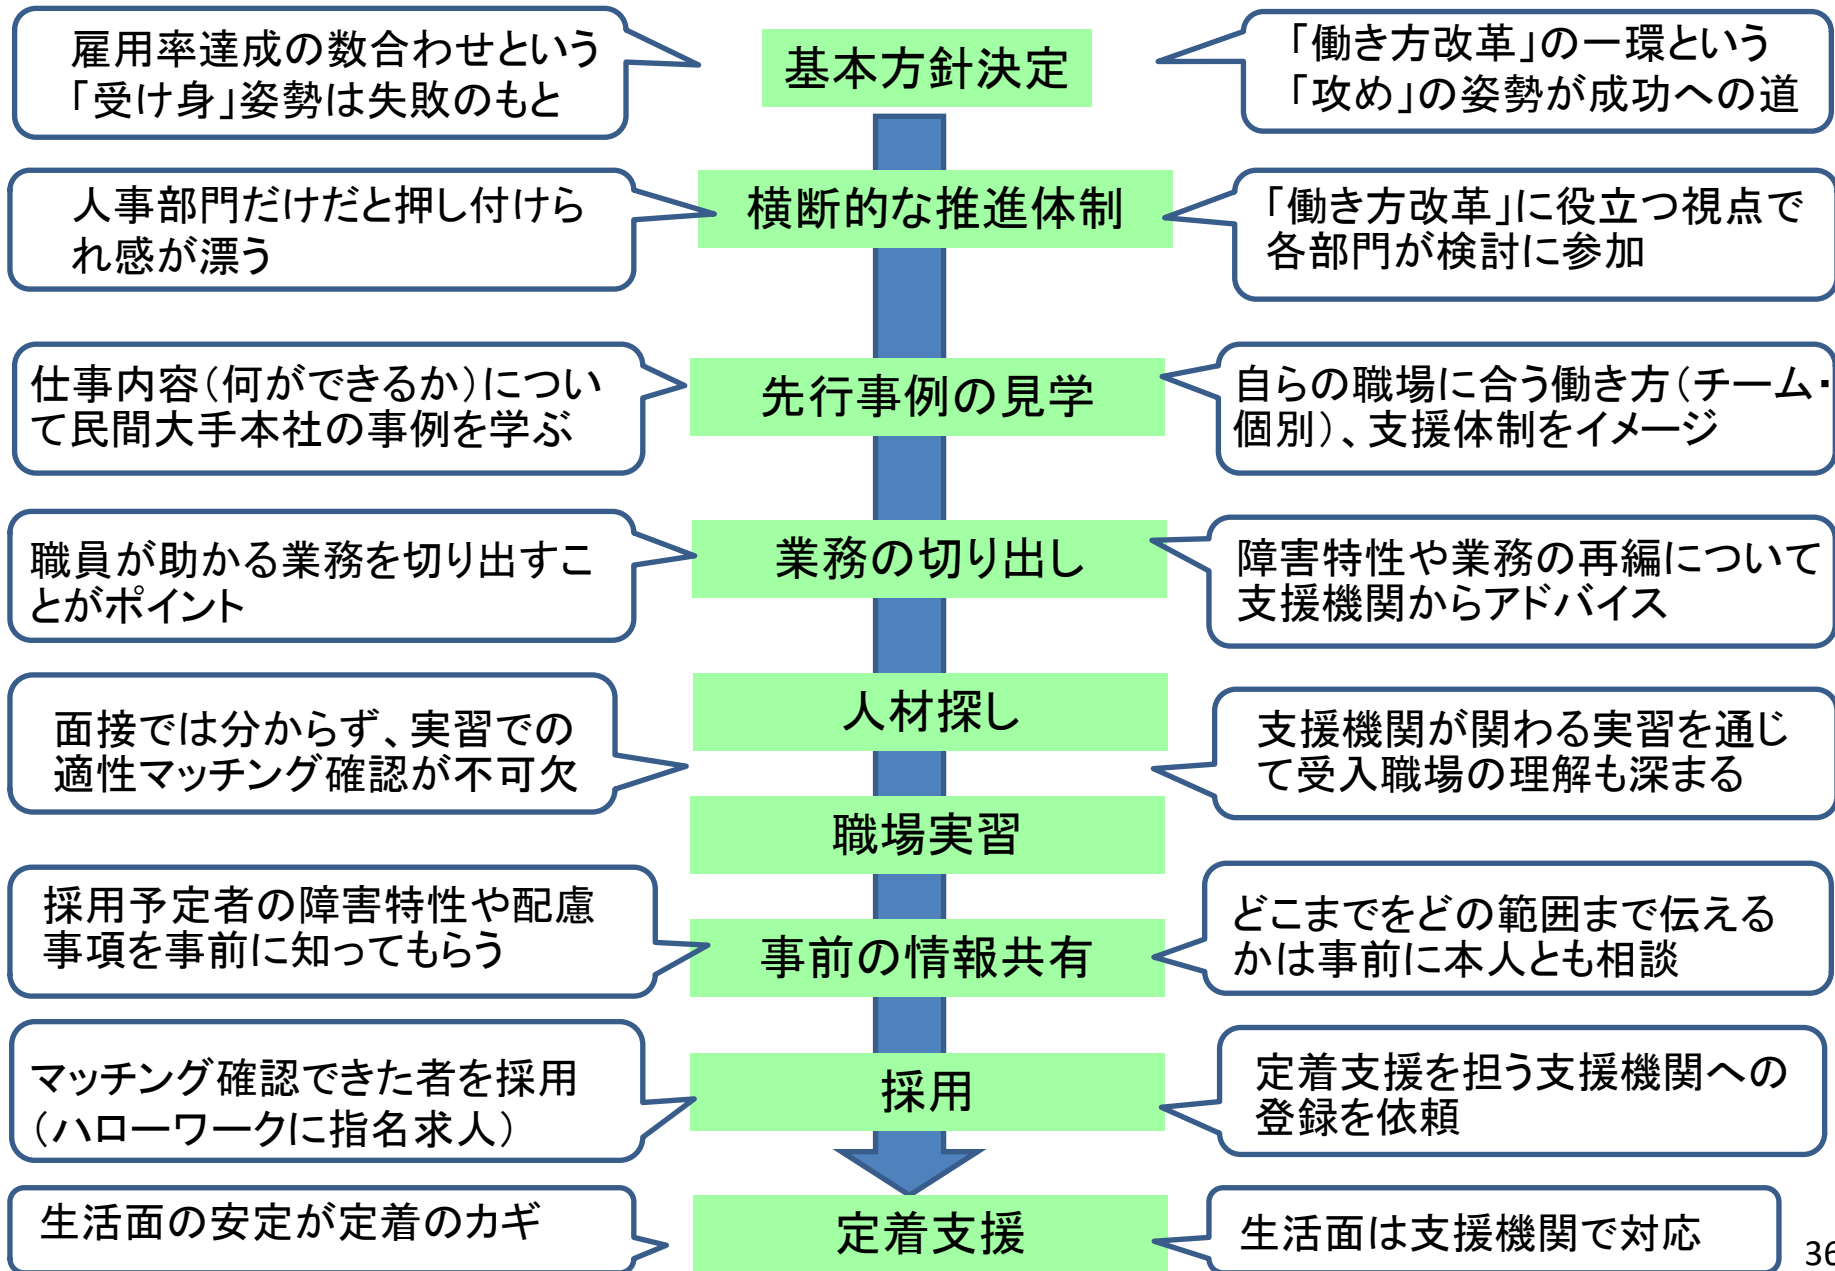 雇用率達成の数合わせという
「受け身」姿勢は失敗のもと
基本方針決定
「働き方改革」の一環という
「攻め」の姿勢が成功への道
人事部門だけだと押し付けら
れ感が漂う
横断的な推進体制
「働き方改革」に役立つ視点で
各部門が検討に参加
仕事内容(何ができるか)につい
て民間大手本社の事例を学ぶ
先行事例の見学
自らの職場に合う働き方(チーム・
個別)、支援体制をイメージ
職員が助かる業務を切り出すこ
とがポイント
業務の切り出し
障害特性や業務の再編について
支援機関からアドバイス
人材探し
面接では分からず、実習での
適性マッチング確認が不可欠
支援機関が関わる実習を通じ
て受入職場の理解も深まる
職場実習
採用予定者の障害特性や配慮
事項を事前に知ってもらう
事前の情報共有
どこまでをどの範囲まで伝える
かは事前に本人とも相談
マッチング確認できた者を採用
(ハローワークに指名求人)
採用
定着支援を担う支援機関への
登録を依頼
生活面の安定が定着のカギ
定着支援
生活面は支援機関で対応
36